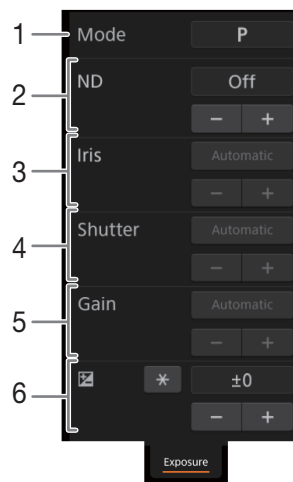 1 Mode P
2 ND Off
− +
3 Iris Automatic
− +
4 Shutter Automatic
− +
5 Gain Automatic
− +
6 * ±0
− +
Exposure